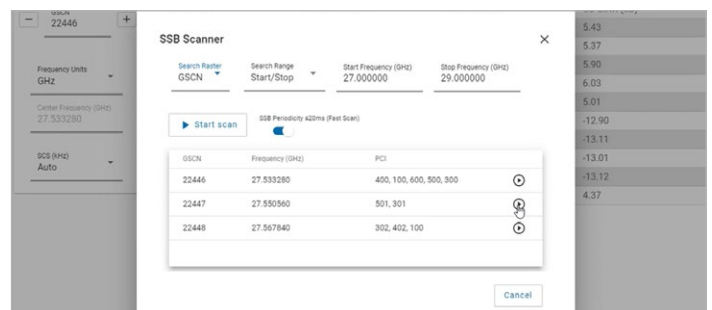 GSCN
22446
Frequency Units
GHz
Center Frequency (GHz)
27.533280
SCS (kHz)
Auto
SSB Scanner
Search Raster
GSCN
Search Range
Start/Stop
Start Frequency (GHz)
27.000000
Stop Frequency (GHz)
29.000000
Start scan
SSB Periodicity ≤20ms (Fast Scan)
GSCN Frequency (GHz) PCI
22446 27.533280 400, 100, 600, 500, 300
22447 27.550560 501, 301
22448 27.567840 302, 402, 100
Cancel
5.43
5.37
5.90
6.03
5.01
-12.90
-13.11
-13.01
-13.12
4.37